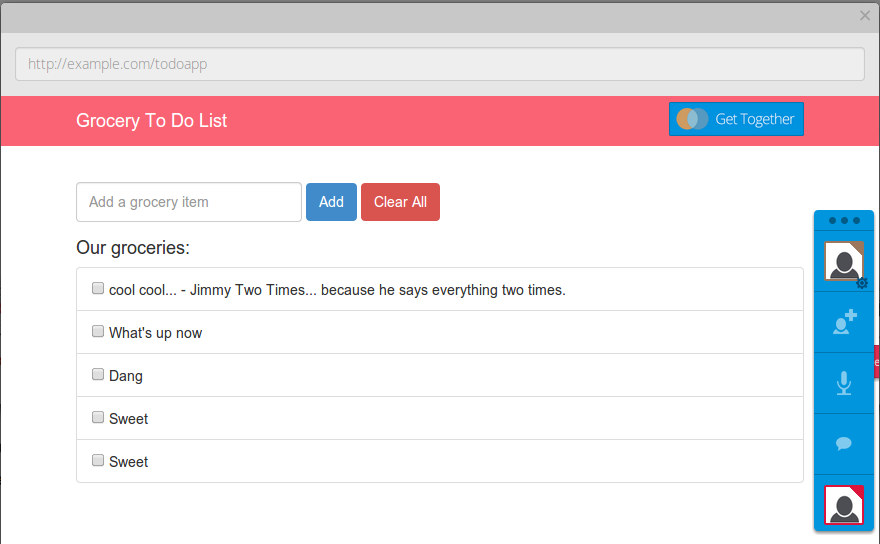 http://example.com/todoapp
Grocery To Do List
Get Together
Add a grocery item
Add
Clear All
Our groceries:
cool cool... - Jimmy Two Times... because he says everything two times.
What's up now
Dang
Sweet
Sweet